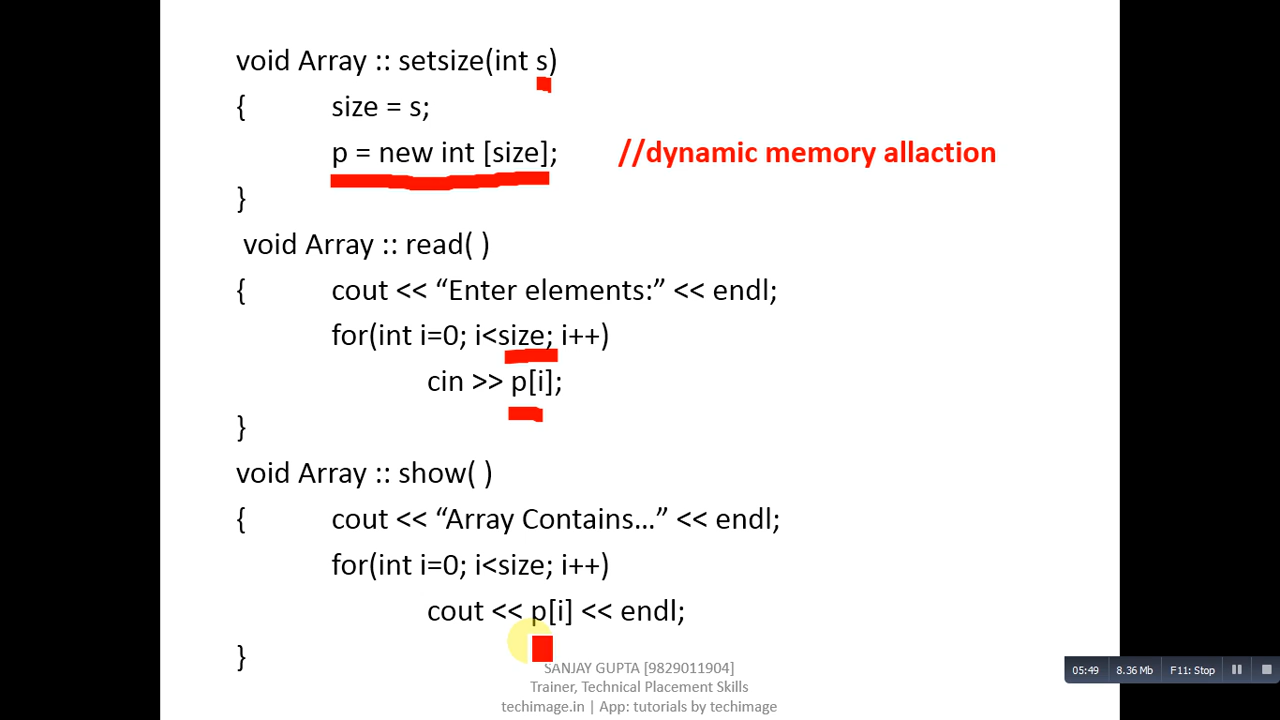 void Array :: setsize(int s)
{ size = s;
p = new int [size]; //dynamic memory allaction
}
void Array :: read( )
{ cout << “Enter elements:” << endl;
for(int i=0; i<size; i++)
cin >> p[i];
}
void Array :: show( )
{ cout << “Array Contains…” << endl;
for(int i=0; i<size; i++)
cout << p[i] << endl;
}
SANJAY GUPTA [9829011904]
Trainer, Technical Placement Skills
techimage.in | App: tutorials by techimage
05:49 8.36 Mb F11: Stop